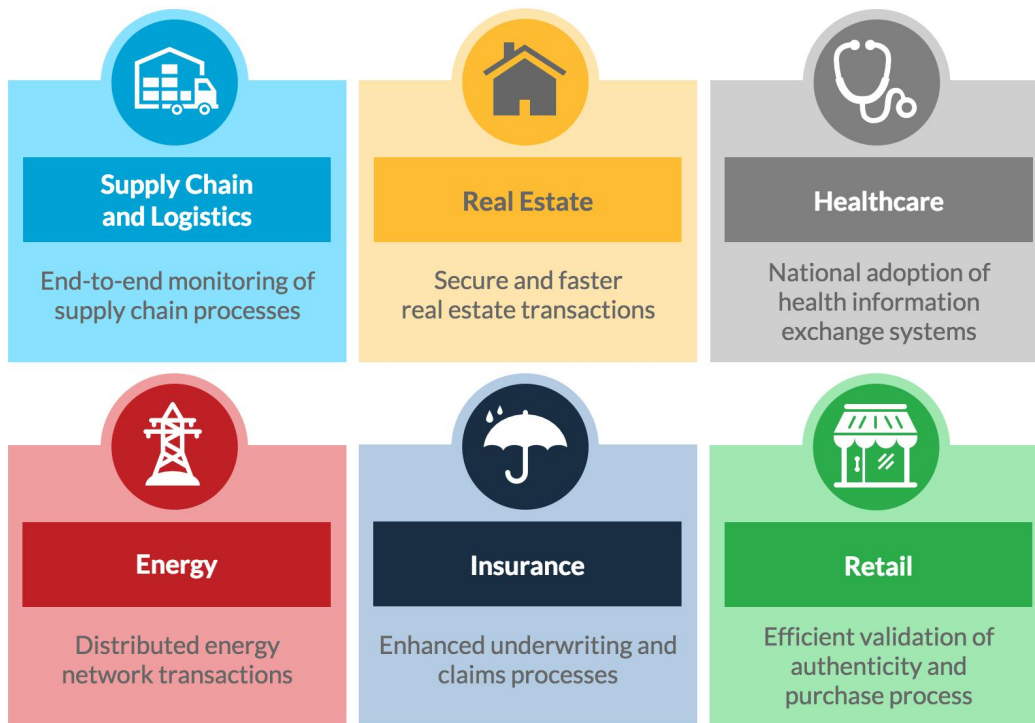 Supply Chain
and Logistics
End-to-end monitoring of
supply chain processes
Real Estate
Secure and faster
real estate transactions
Healthcare
National adoption of
health information
exchange systems
Energy
Distributed energy
network transactions
Insurance
Enhanced underwriting and
claims processes
Retail
Efficient validation of
authenticity and
purchase process